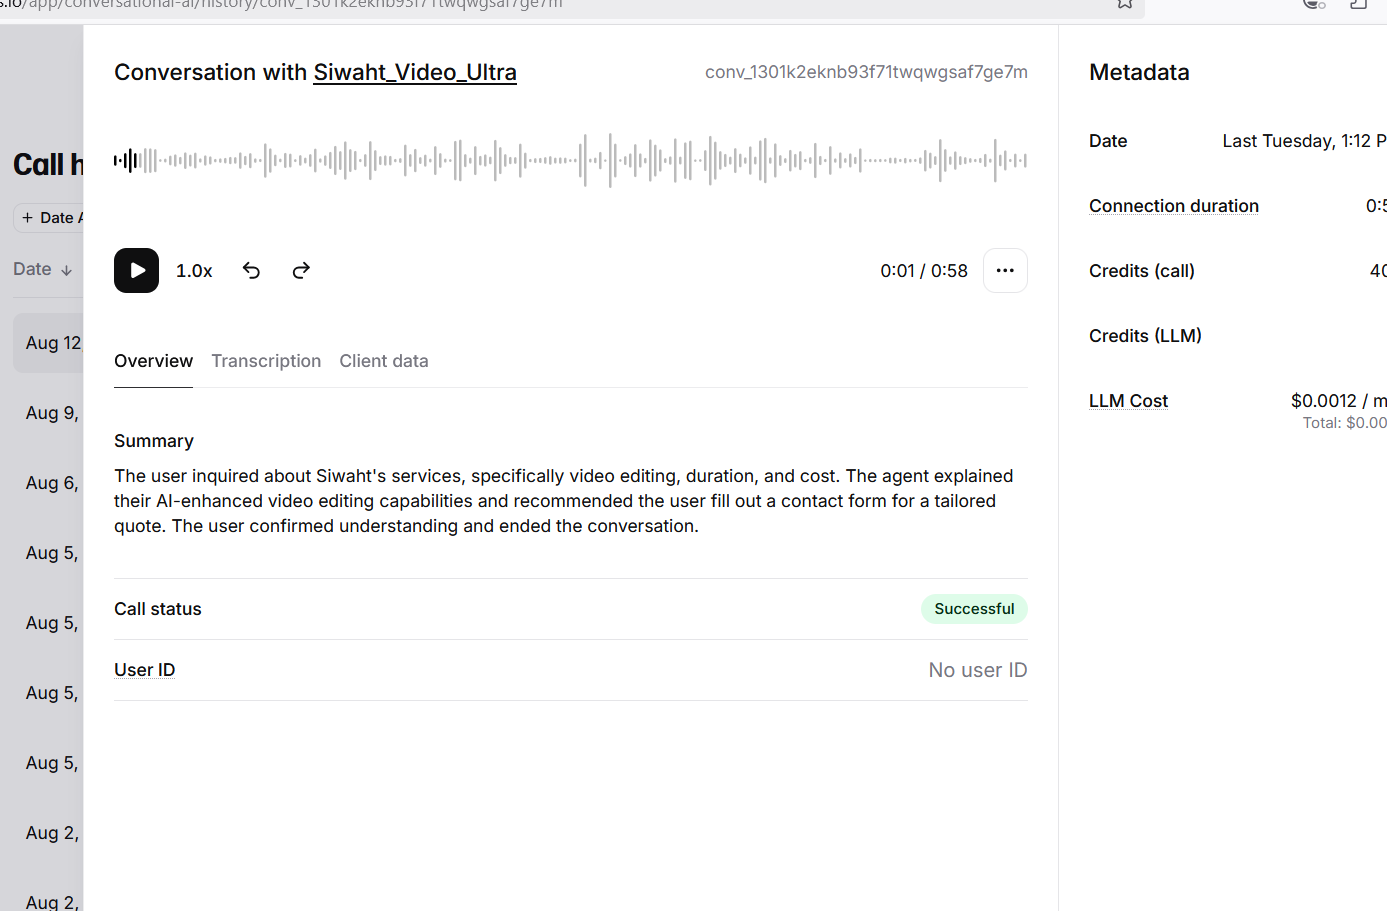 s.io/app/conversational-ai/history/conv_1301k2eknb93f71twqwgsaf7ge7m
Call h
+ Date A
Date ↓
Aug 12,
Aug 9,
Aug 6,
Aug 5,
Aug 5,
Aug 5,
Aug 5,
Aug 2,
Aug 2,
Conversation with Siwaht_Video_Ultra
conv_1301k2eknb93f71twqwgsaf7ge7m
1.0x
0:01 / 0:58
Overview Transcription Client data
Summary
The user inquired about Siwaht's services, specifically video editing, duration, and cost. The agent explained
their AI-enhanced video editing capabilities and recommended the user fill out a contact form for a tailored
quote. The user confirmed understanding and ended the conversation.
Call status Successful
User ID No user ID
Metadata
Date Last Tuesday, 1:12 P
Connection duration 0:5
Credits (call) 40
Credits (LLM)
LLM Cost $0.0012 / m
Total: $0.00